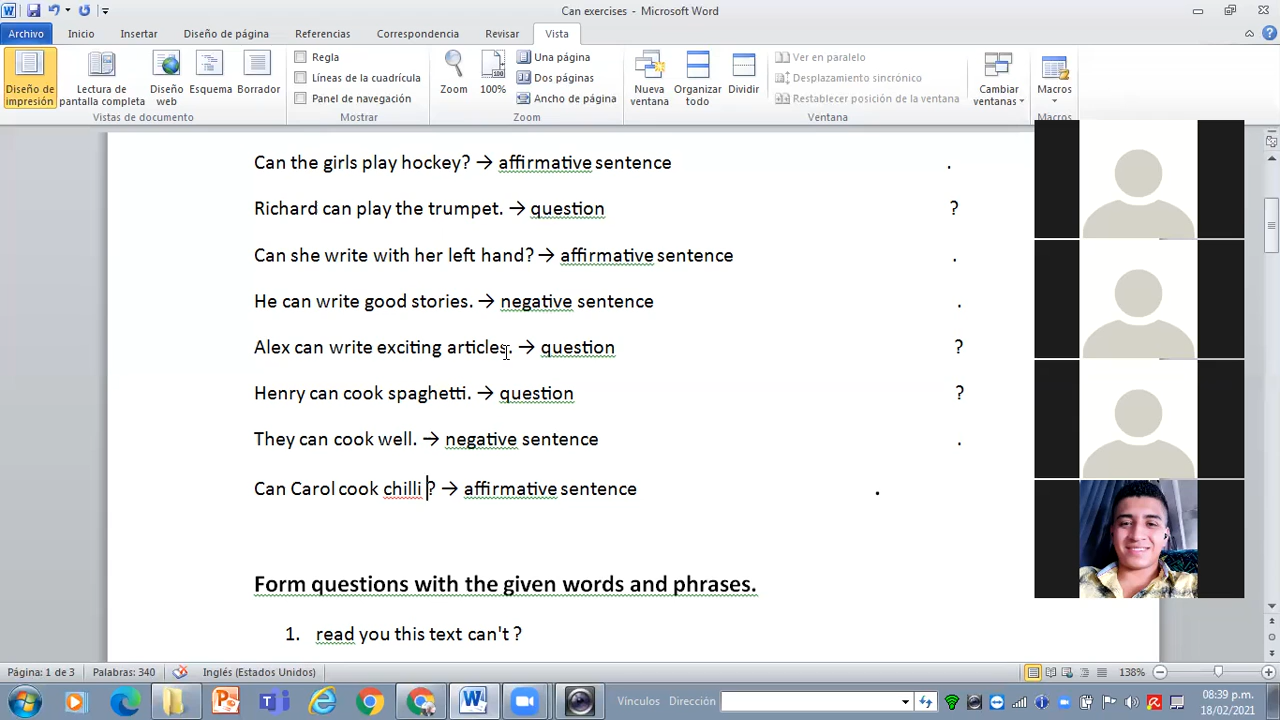 Can exercises - Microsoft Word
Archivo Inicio Insertar Diseño de página Referencias Correspondencia Revisar Vista
Diseño de impresión
Lectura de pantalla completa
Diseño web
Esquema
Borrador
Vistas de documento
Regla
Líneas de la cuadrícula
Panel de navegación
Mostrar
Zoom
100%
Una página
Dos páginas
Ancho de página
Zoom
Nueva ventana
Organizar todo
Dividir
Ver en paralelo
Desplazamiento sincrónico
Restablecer posición de la ventana
Ventana
Cambiar ventanas
Macros
Macros
Can the girls play hockey? → affirmative sentence .
Richard can play the trumpet. → question ?
Can she write with her left hand? → affirmative sentence .
He can write good stories. → negative sentence .
Alex can write exciting articles. → question ?
Henry can cook spaghetti. → question ?
They can cook well. → negative sentence .
Can Carol cook chilli ? → affirmative sentence .
Form questions with the given words and phrases.
1. read you this text can't ?
Página: 1 de 3 Palabras: 340 Inglés (Estados Unidos) 138%
Vínculos Dirección
08:39 p.m.
18/02/2021